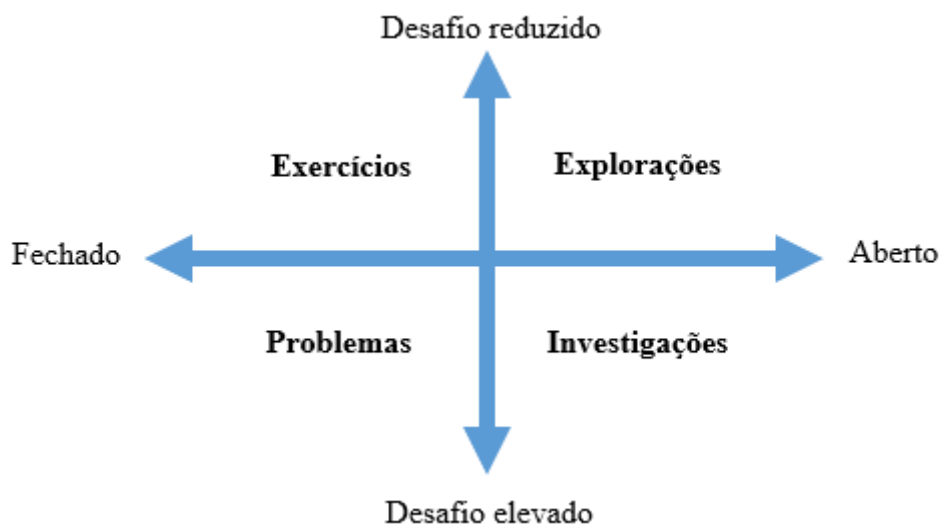 Desafio reduzido
Exercícios Explorações
Fechado Aberto
Problemas Investigações
Desafio elevado